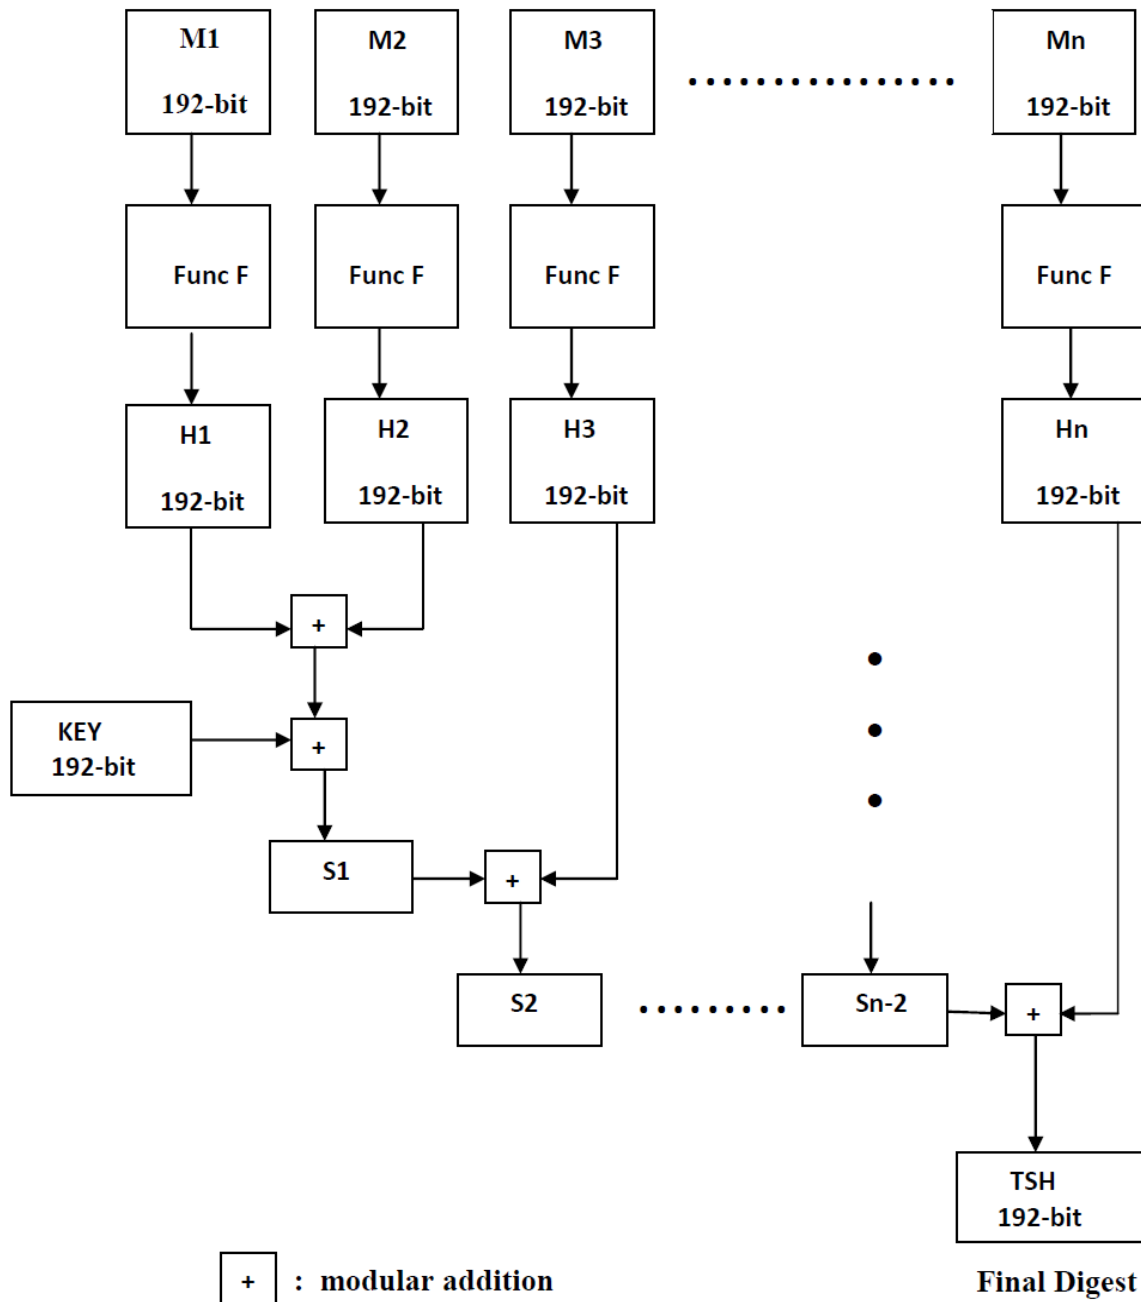 M1
192-bit
M2
192-bit
M3
192-bit
Mn
192-bit
Func F
Func F
Func F
Func F
H1
192-bit
H2
192-bit
H3
192-bit
Hn
192-bit
+
KEY
192-bit
+
S1
+
S2
Sn-2
+
TSH
192-bit
+ : modular addition
Final Digest